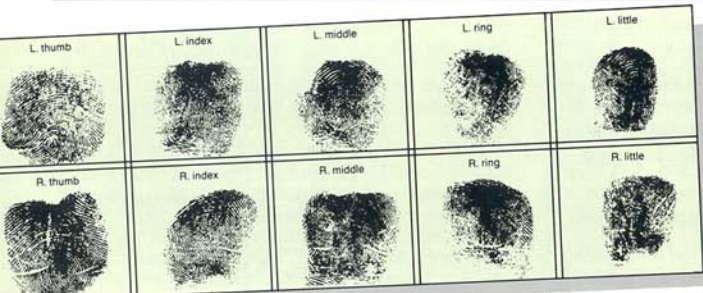 L. thumb
L. index
L. middle
L. ring
L. little
R. thumb
R. index
R. middle
R. ring
R. little